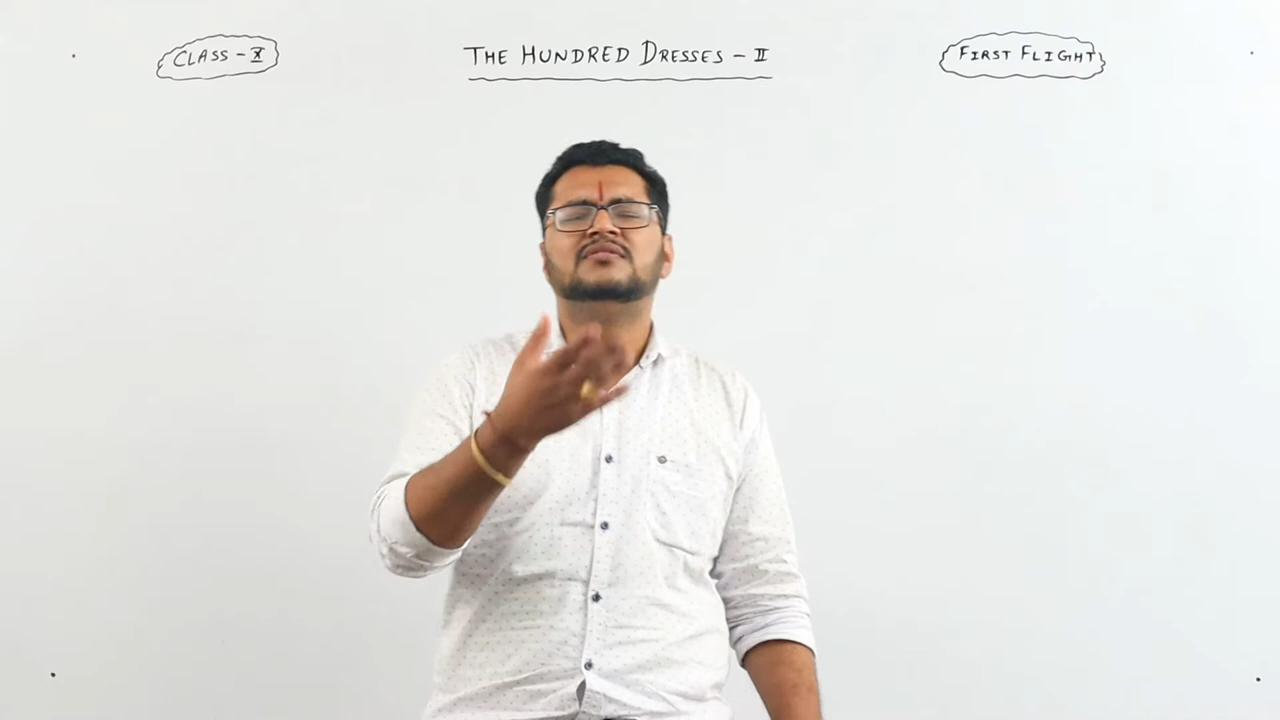 CLASS - X
THE HUNDRED DRESSES - II
FIRST FLIGHT